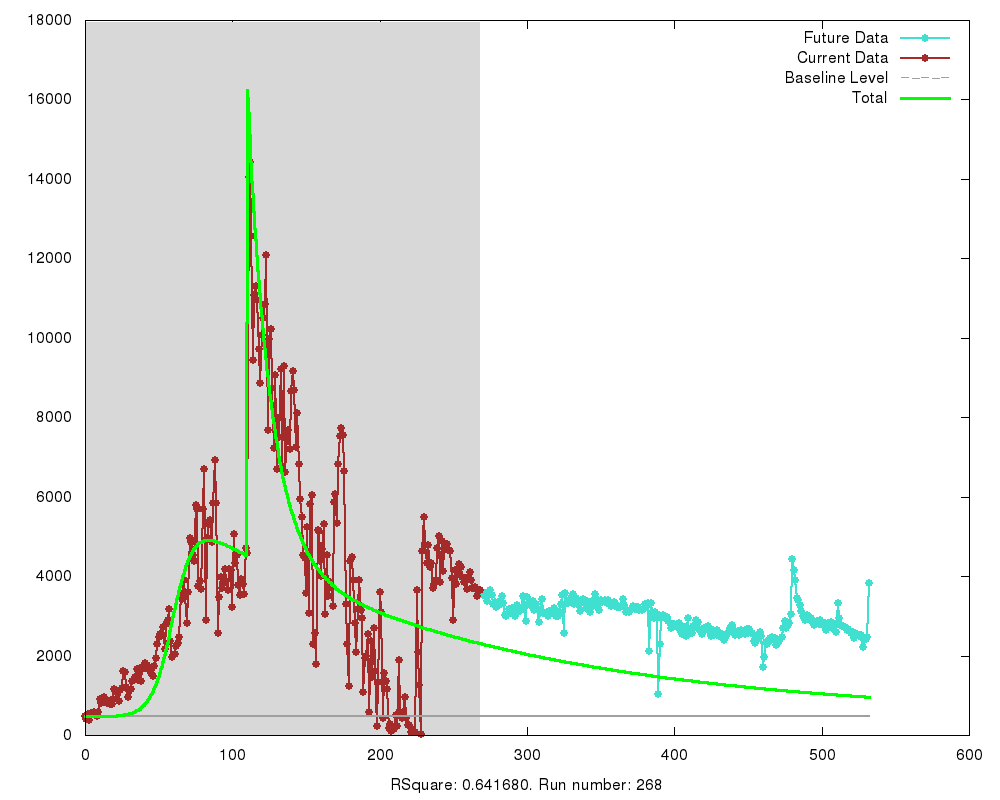 18000
16000
14000
12000
10000
8000
6000
4000
2000
0
Future Data
Current Data
Baseline Level
Total
0 100 200 300 400 500 600
RSquare: 0.641680. Run number: 268